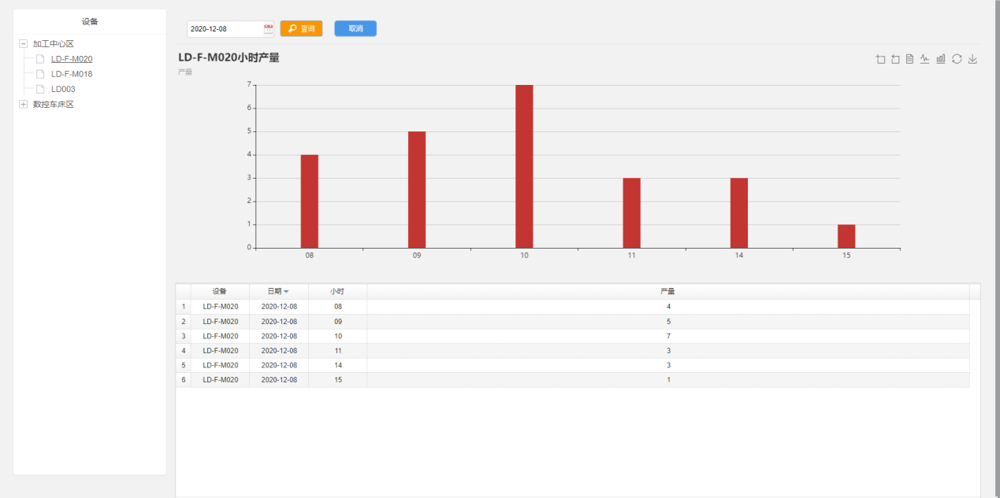 设备
加工中心区
LD-F-M020
LD-F-M018
LD003
数控车床区
2020-12-08 查询 取消
LD-F-M020小时产量
产量
7
6
5
4
3
2
1
0
08 09 10 11 14 15
设备 日期 小时 产量
1 LD-F-M020 2020-12-08 08 4
2 LD-F-M020 2020-12-08 09 5
3 LD-F-M020 2020-12-08 10 7
4 LD-F-M020 2020-12-08 11 3
5 LD-F-M020 2020-12-08 14 3
6 LD-F-M020 2020-12-08 15 1